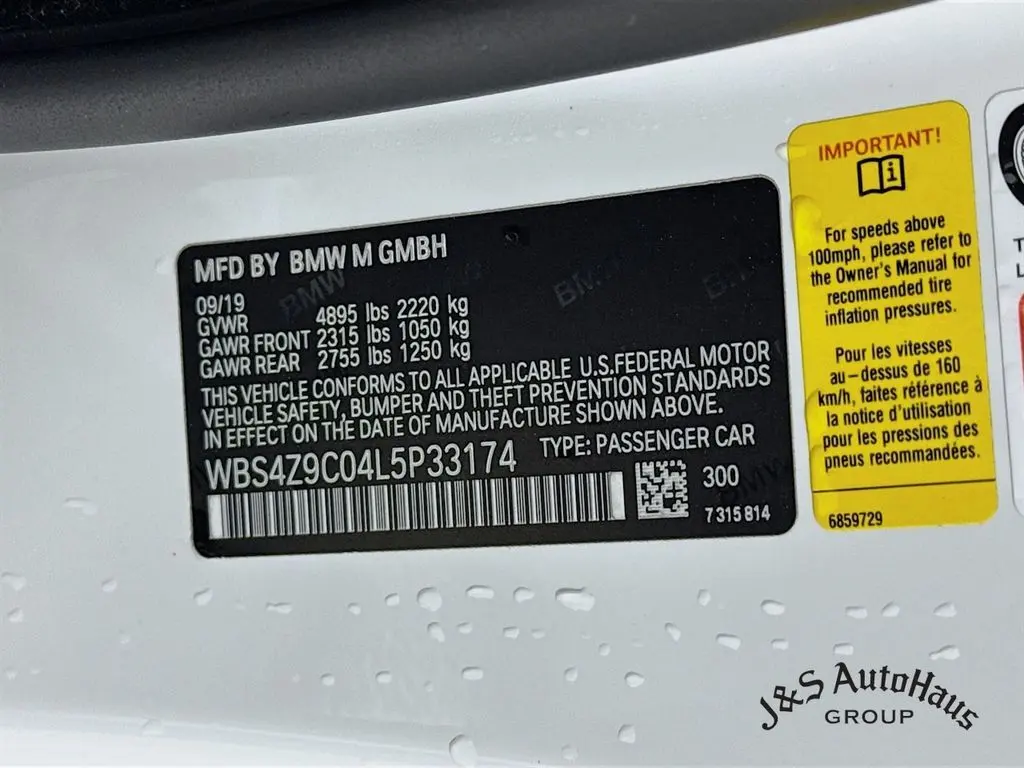 MFD BY BMW M GMBH
09/19
GVWR 4895 lbs 2220 kg
GAWR FRONT 2315 lbs 1050 kg
GAWR REAR 2755 lbs 1250 kg
THIS VEHICLE CONFORMS TO ALL APPLICABLE U.S.FEDERAL MOTOR
VEHICLE SAFETY, BUMPER AND THEFT PREVENTION STANDARDS
IN EFFECT ON THE DATE OF MANUFACTURE SHOWN ABOVE.
WBS4Z9C04L5P33174 TYPE: PASSENGER CAR
300
7315814
BMW
BMW
BMW
IMPORTANT!
i
For speeds above
100mph, please refer to
the Owner's Manual for
recommended tire
inflation pressures.
Pour les vitesses
au-dessus de 160
km/h, faites référence à
la notice d'utilisation
pour les pressions des
pneus recommandées.
6859729
J&S AutoHaus
GROUP